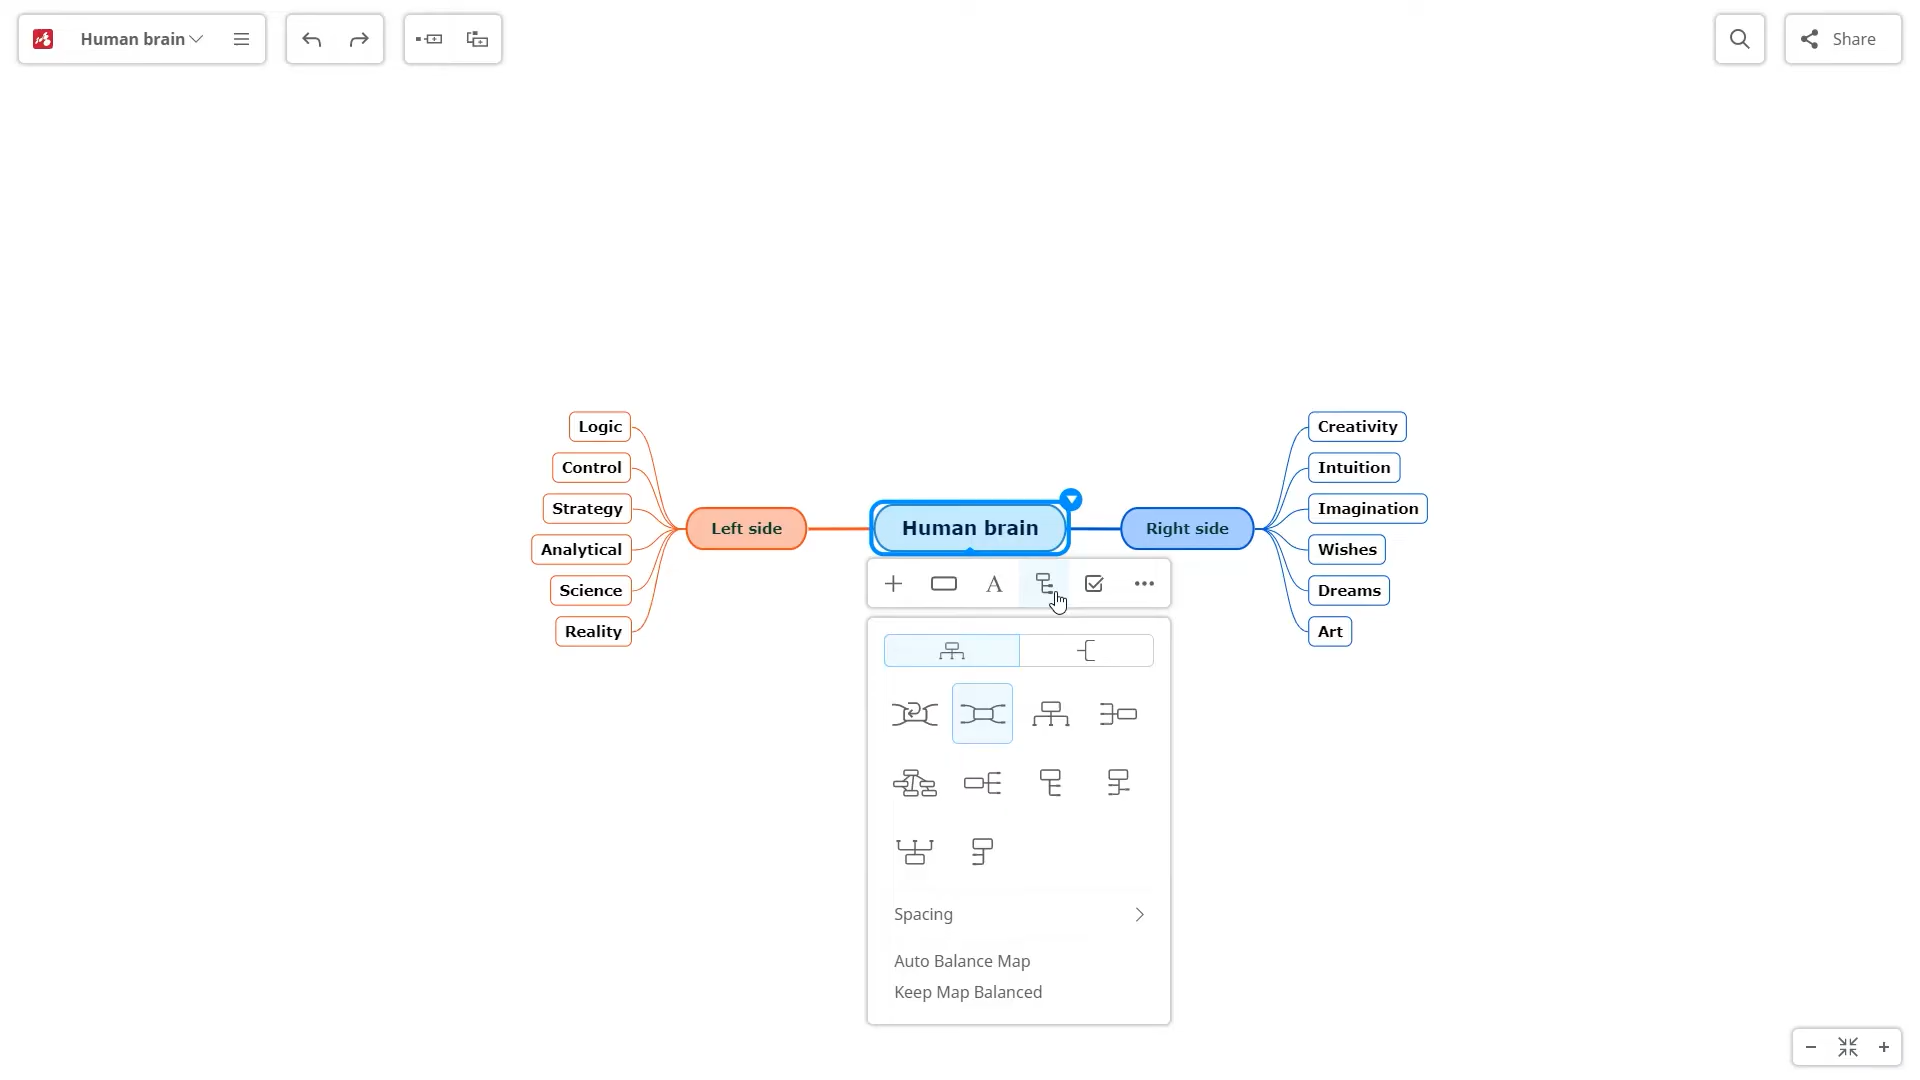 Human brain
Share
Logic
Control
Strategy
Analytical
Science
Reality
Left side
Human brain
Right side
Creativity
Intuition
Imagination
Wishes
Dreams
Art
A
Spacing
Auto Balance Map
Keep Map Balanced